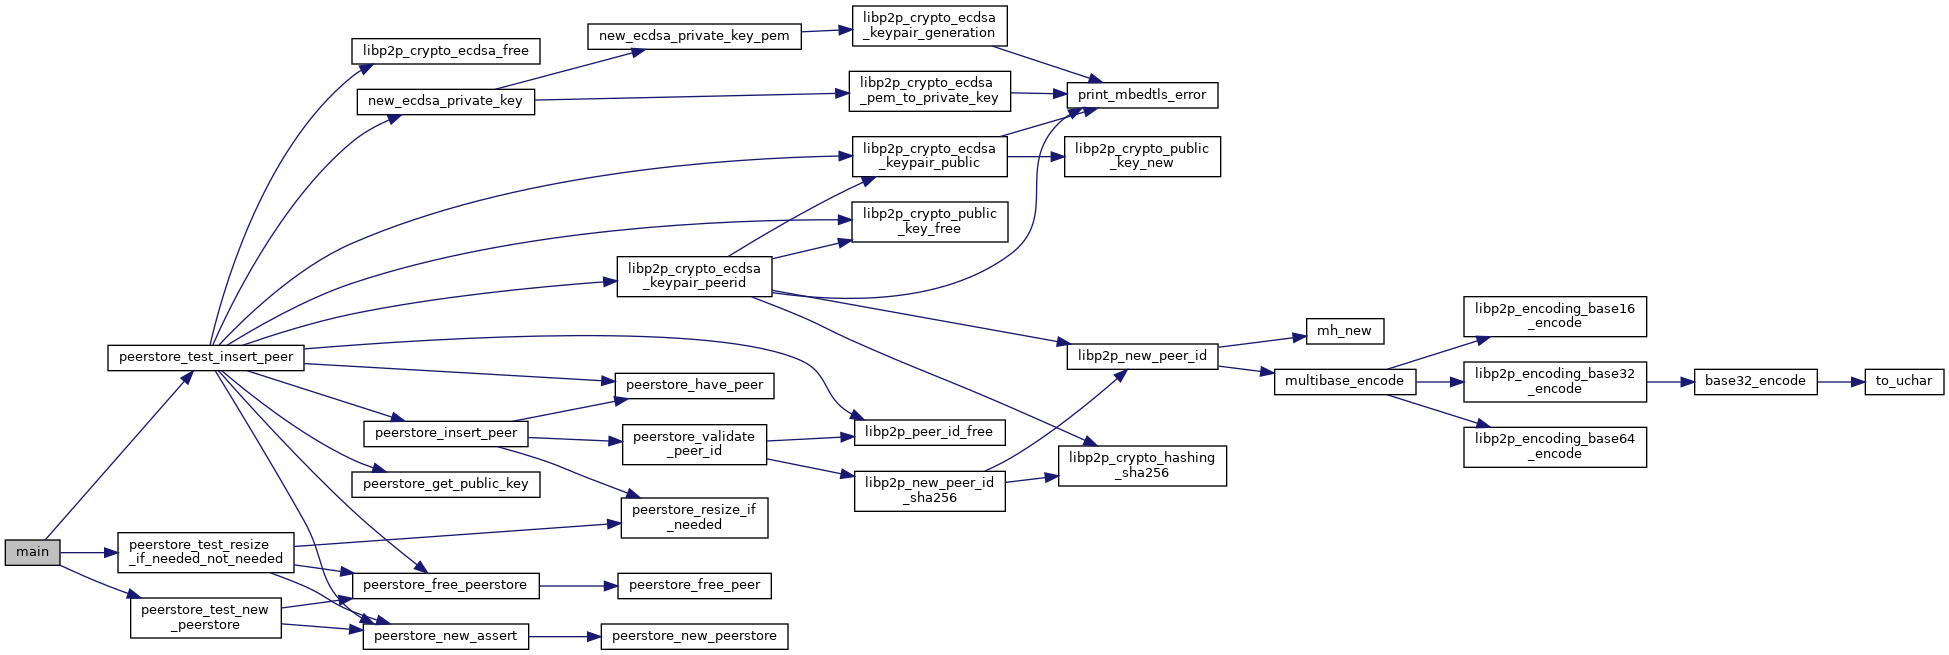 main
peerstore_test_insert_peer
peerstore_test_resize
_if_needed_not_needed
peerstore_test_new
_peerstore
libp2p_crypto_ecdsa_free
new_ecdsa_private_key
peerstore_insert_peer
peerstore_get_public_key
peerstore_free_peerstore
peerstore_new_assert
new_ecdsa_private_key_pem
libp2p_crypto_ecdsa
_keypair_peerid
peerstore_have_peer
peerstore_validate
_peer_id
peerstore_resize_if
_needed
peerstore_free_peer
peerstore_new_peerstore
libp2p_crypto_ecdsa
_keypair_generation
libp2p_crypto_ecdsa
_pem_to_private_key
libp2p_crypto_ecdsa
_keypair_public
libp2p_crypto_public
_key_free
libp2p_peer_id_free
libp2p_new_peer_id
_sha256
print_mbedtls_error
libp2p_crypto_public
_key_new
libp2p_new_peer_id
libp2p_crypto_hashing
_sha256
mh_new
multibase_encode
libp2p_encoding_base16
_encode
libp2p_encoding_base32
_encode
libp2p_encoding_base64
_encode
base32_encode
to_uchar